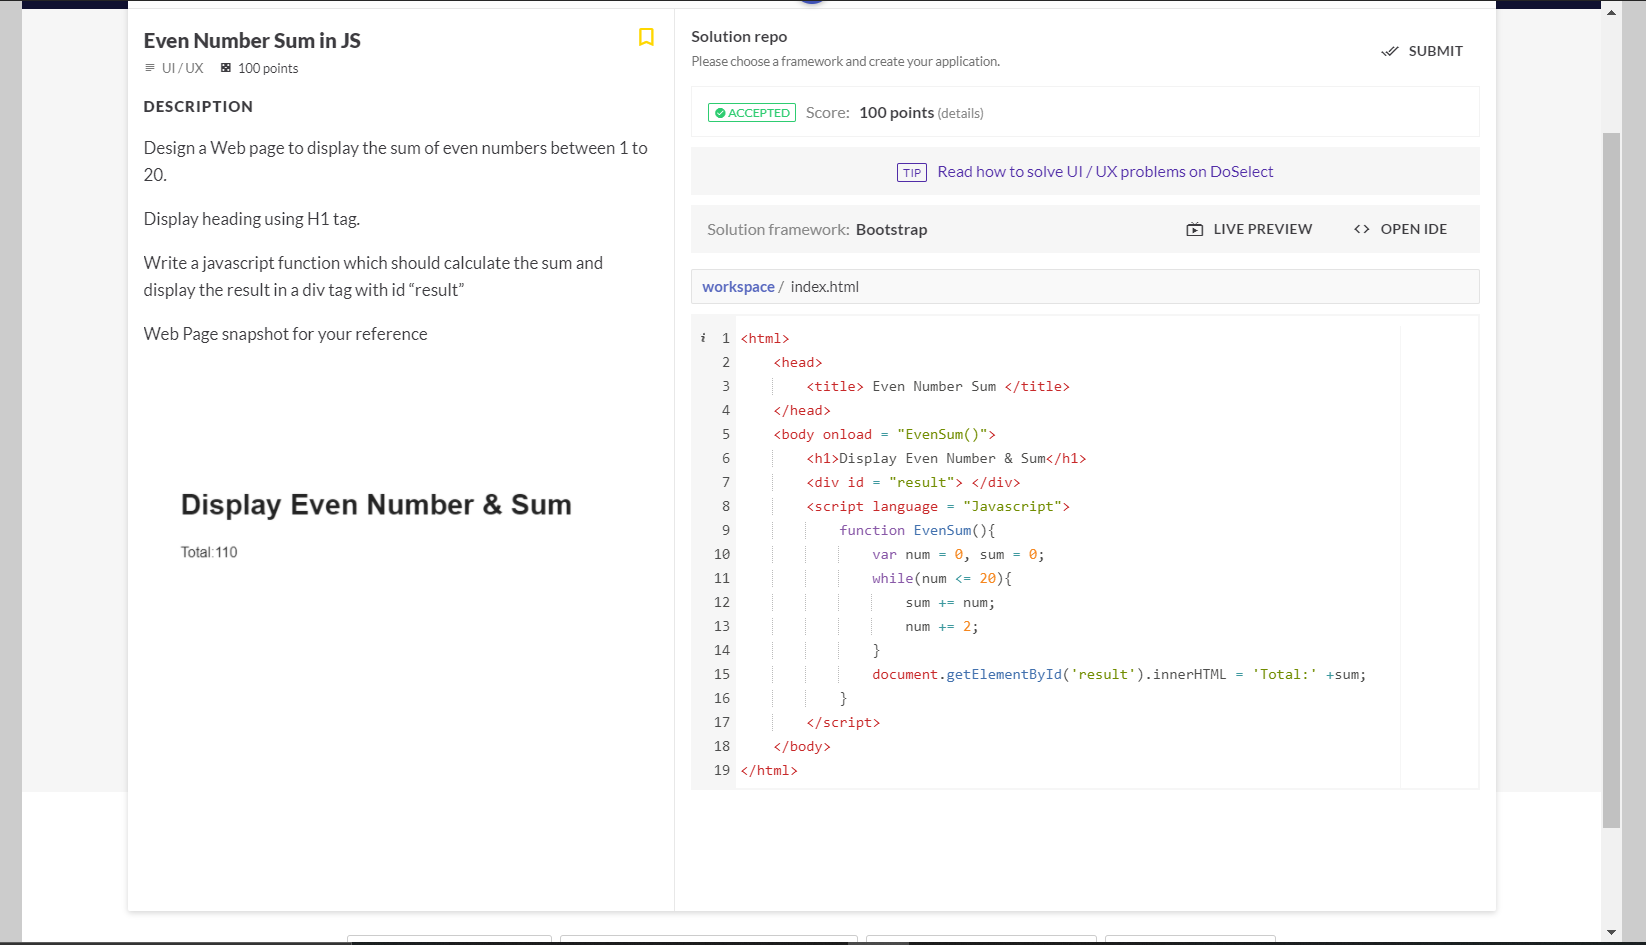 Even Number Sum in JS
UI / UX 100 points
DESCRIPTION
Design a Web page to display the sum of even numbers between 1 to
20.
Display heading using H1 tag.
Write a javascript function which should calculate the sum and
display the result in a div tag with id “result”
Web Page snapshot for your reference
Display Even Number & Sum
Total:110
Solution repo
Please choose a framework and create your application.
SUBMIT
ACCEPTED Score: 100 points (details)
TIP Read how to solve UI / UX problems on DoSelect
Solution framework: Bootstrap LIVE PREVIEW <> OPEN IDE
workspace / index.html
i 1 <html>
2 <head>
3 <title> Even Number Sum </title>
4 </head>
5 <body onload = "EvenSum()">
6 <h1>Display Even Number & Sum</h1>
7 <div id = "result"> </div>
8 <script language = "Javascript">
9 function EvenSum(){
10 var num = 0, sum = 0;
11 while(num <= 20){
12 sum += num;
13 num += 2;
14 }
15 document.getElementById('result').innerHTML = 'Total:' +sum;
16 }
17 </script>
18 </body>
19 </html>